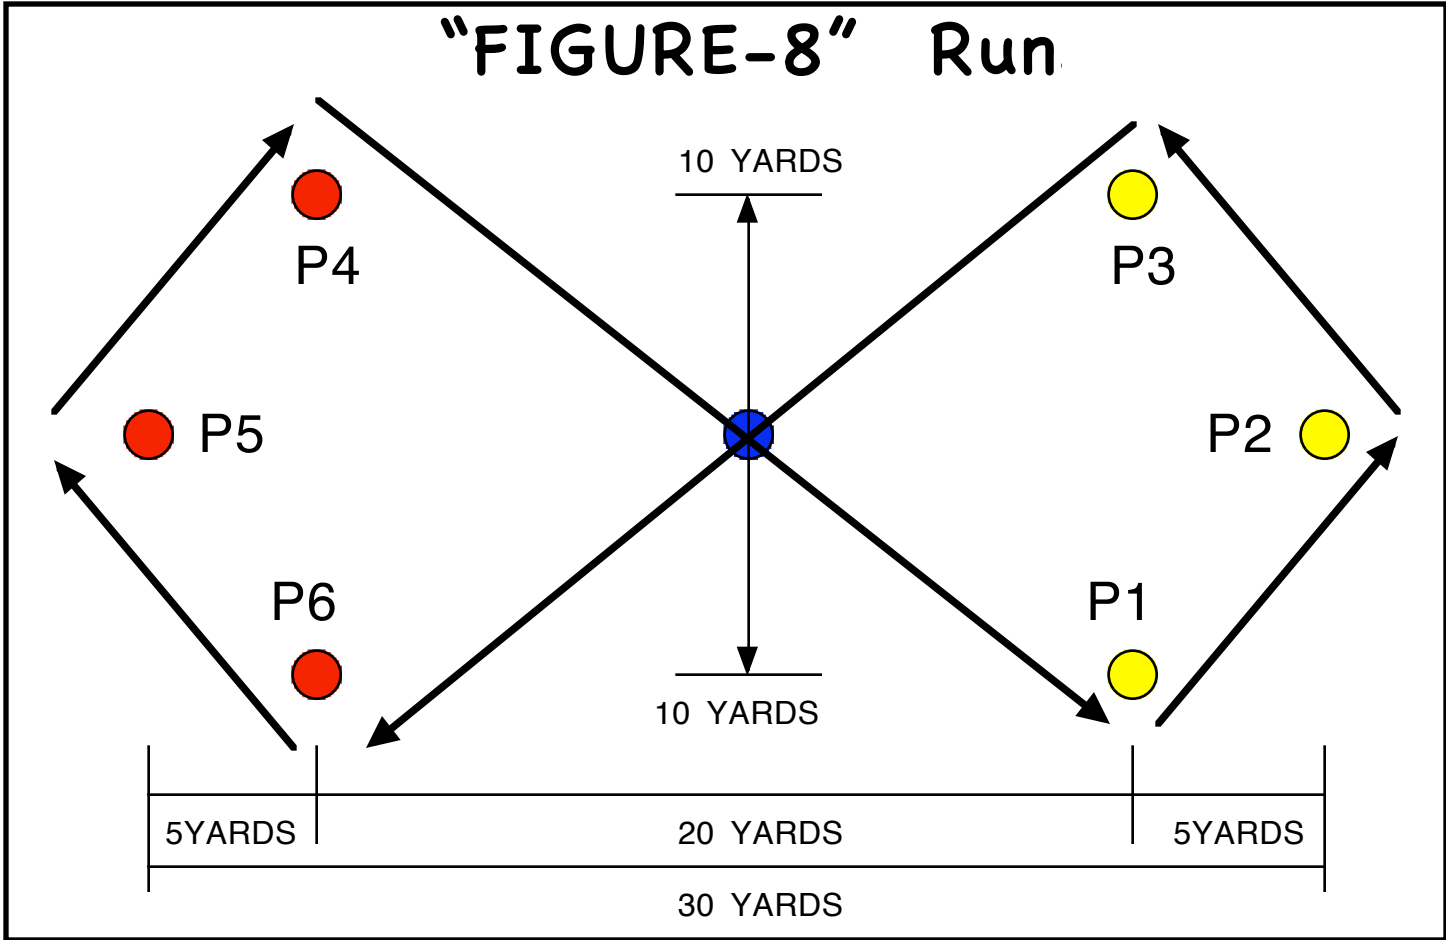 “FIGURE-8” Run
10 YARDS
P4
P3
P5
P2
P6
P1
10 YARDS
5YARDS
20 YARDS
5YARDS
30 YARDS